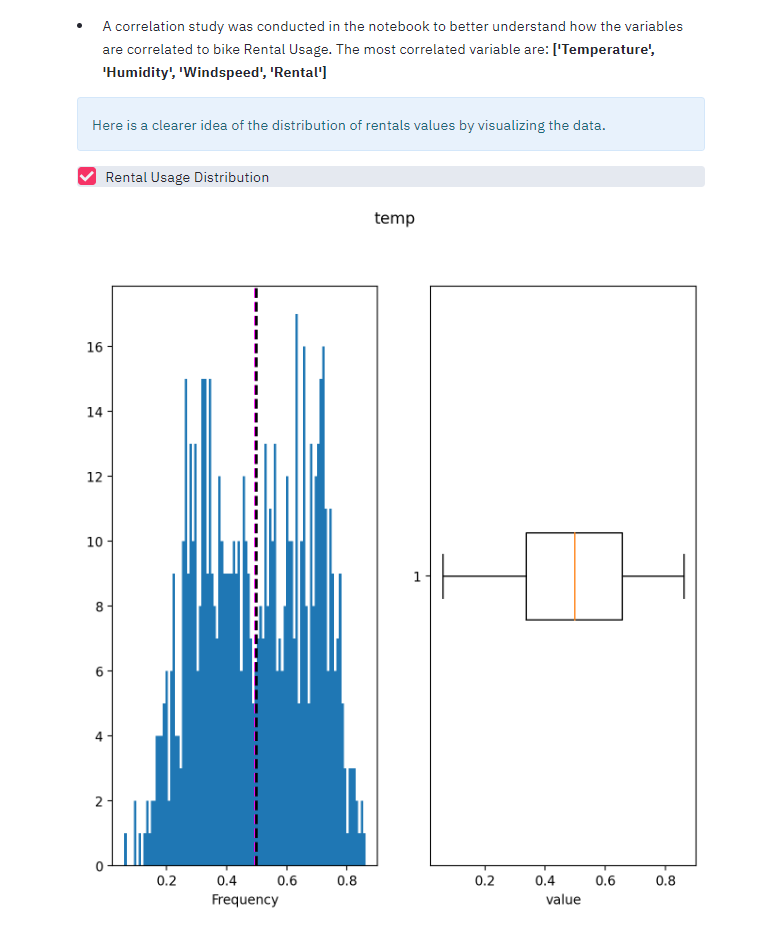 • A correlation study was conducted in the notebook to better understand how the variables
are correlated to bike Rental Usage. The most correlated variable are: ['Temperature',
'Humidity', 'Windspeed', 'Rental']
Here is a clearer idea of the distribution of rentals values by visualizing the data.
Rental Usage Distribution
temp
16
14
12
10
8
6
4
2
0
0.2 0.4 0.6 0.8
Frequency
1
0.2 0.4 0.6 0.8
value